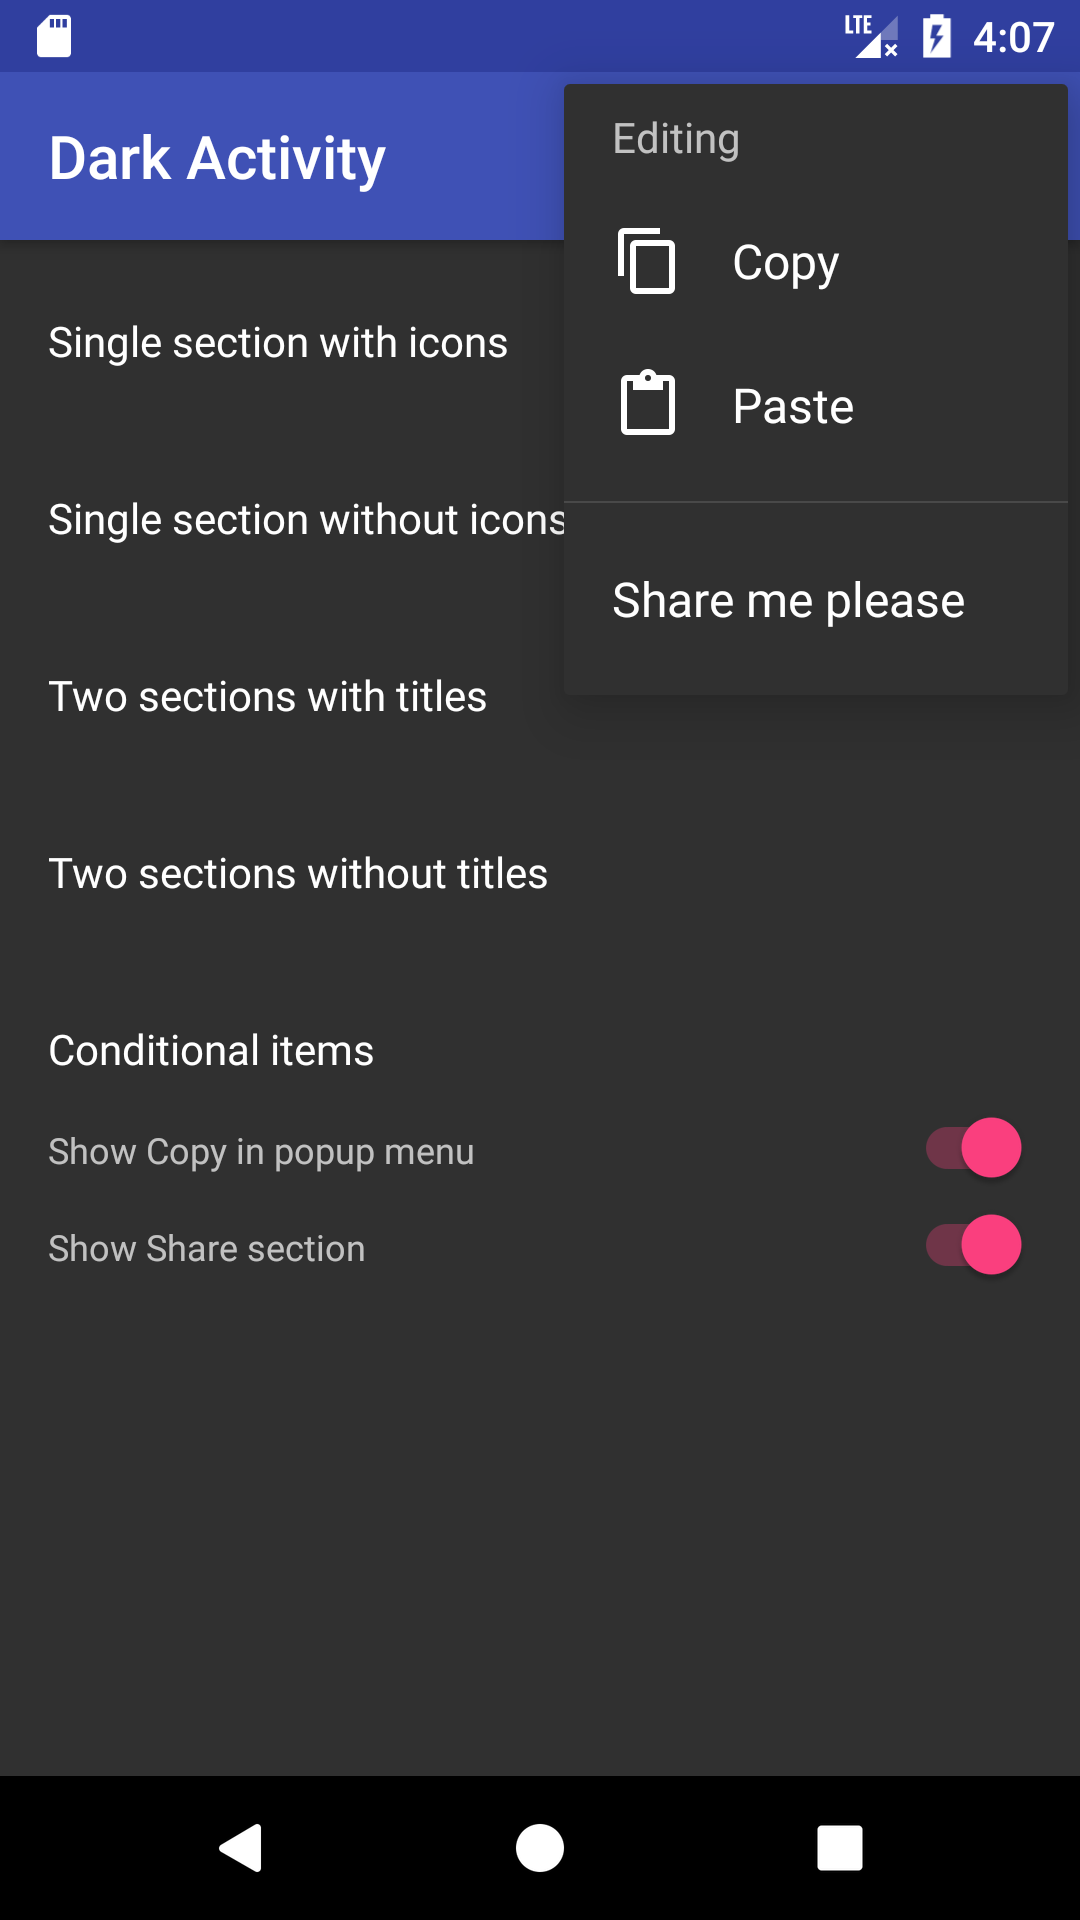 LTE 4:07
Dark Activity
Editing
Copy
Paste
Share me please
Single section with icons
Single section without icons
Two sections with titles
Two sections without titles
Conditional items
Show Copy in popup menu
Show Share section